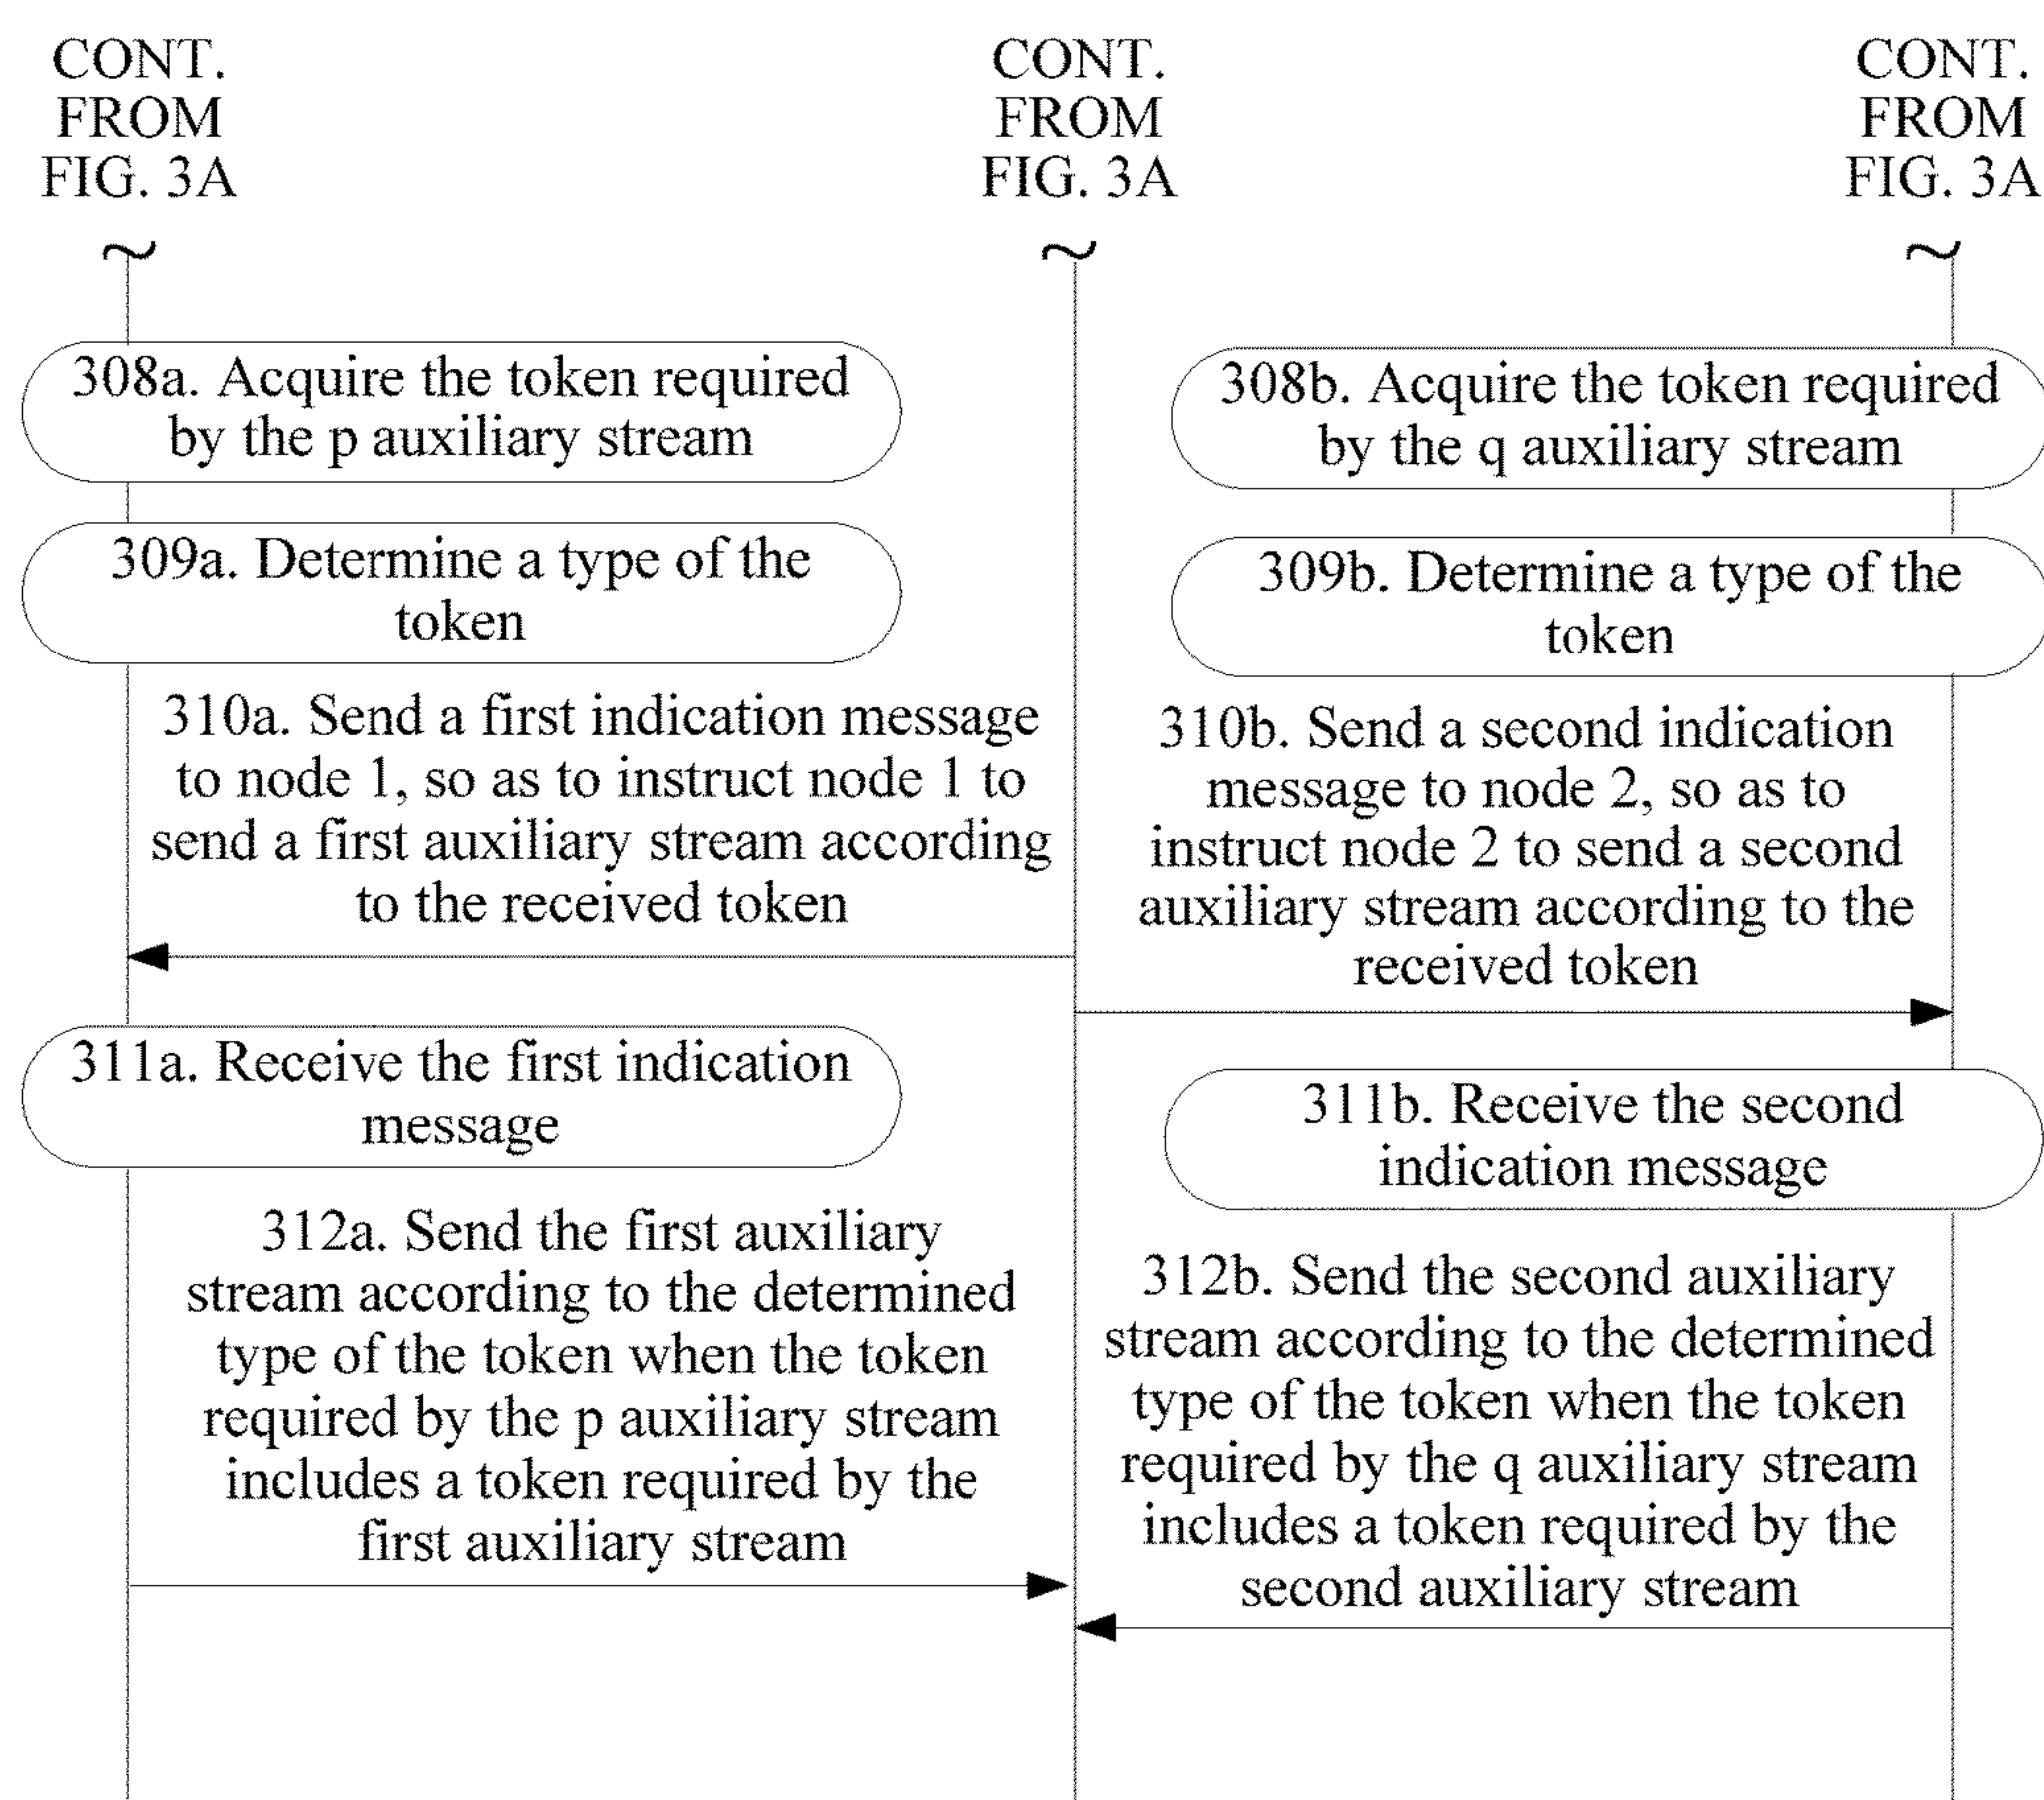 CONT.
FROM
FIG. 3A
CONT.
FROM
FIG. 3A
CONT.
FROM
FIG. 3A
308a. Acquire the token required
by the p auxiliary stream
308b. Acquire the token required
by the q auxiliary stream
309a. Determine a type of the
token
309b. Determine a type of the
token
310a. Send a first indication message
to node 1, so as to instruct node 1 to
send a first auxiliary stream according
to the received token
310b. Send a second indication
message to node 2, so as to
instruct node 2 to send a second
auxiliary stream according to the
received token
311a. Receive the first indication
message
311b. Receive the second
indication message
312a. Send the first auxiliary
stream according to the determined
type of the token when the token
required by the p auxiliary stream
includes a token required by the
first auxiliary stream
312b. Send the second auxiliary
stream according to the determined
type of the token when the token
required by the q auxiliary stream
includes a token required by the
second auxiliary stream